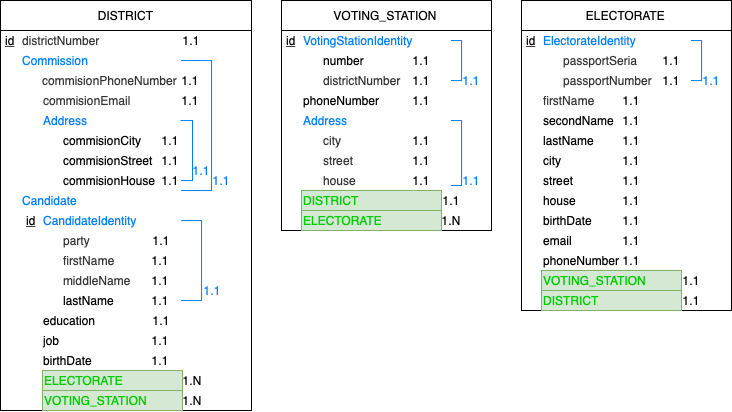 DISTRICT
id districtNumber 1.1
Commission
commisionPhoneNumber 1.1
commisionEmail 1.1
Address
commisionCity 1.1
commisionStreet 1.1
1.1
commisionHouse 1.1
1.1
Candidate
id CandidateIdentity
party 1.1
firstName 1.1
middleName 1.1
1.1
lastName 1.1
education 1.1
job 1.1
birthDate 1.1
ELECTORATE 1.N
VOTING_STATION 1.N
VOTING_STATION
id VotingStationIdentity
number 1.1
districtNumber 1.1 1.1
phoneNumber 1.1
Address
city 1.1
street 1.1
house 1.1 1.1
DISTRICT 1.1
ELECTORATE 1.N
ELECTORATE
id ElectorateIdentity
passportSeria 1.1
passportNumber 1.1 1.1
firstName 1.1
secondName 1.1
lastName 1.1
city 1.1
street 1.1
house 1.1
birthDate 1.1
email 1.1
phoneNumber 1.1
VOTING_STATION 1.1
DISTRICT 1.1